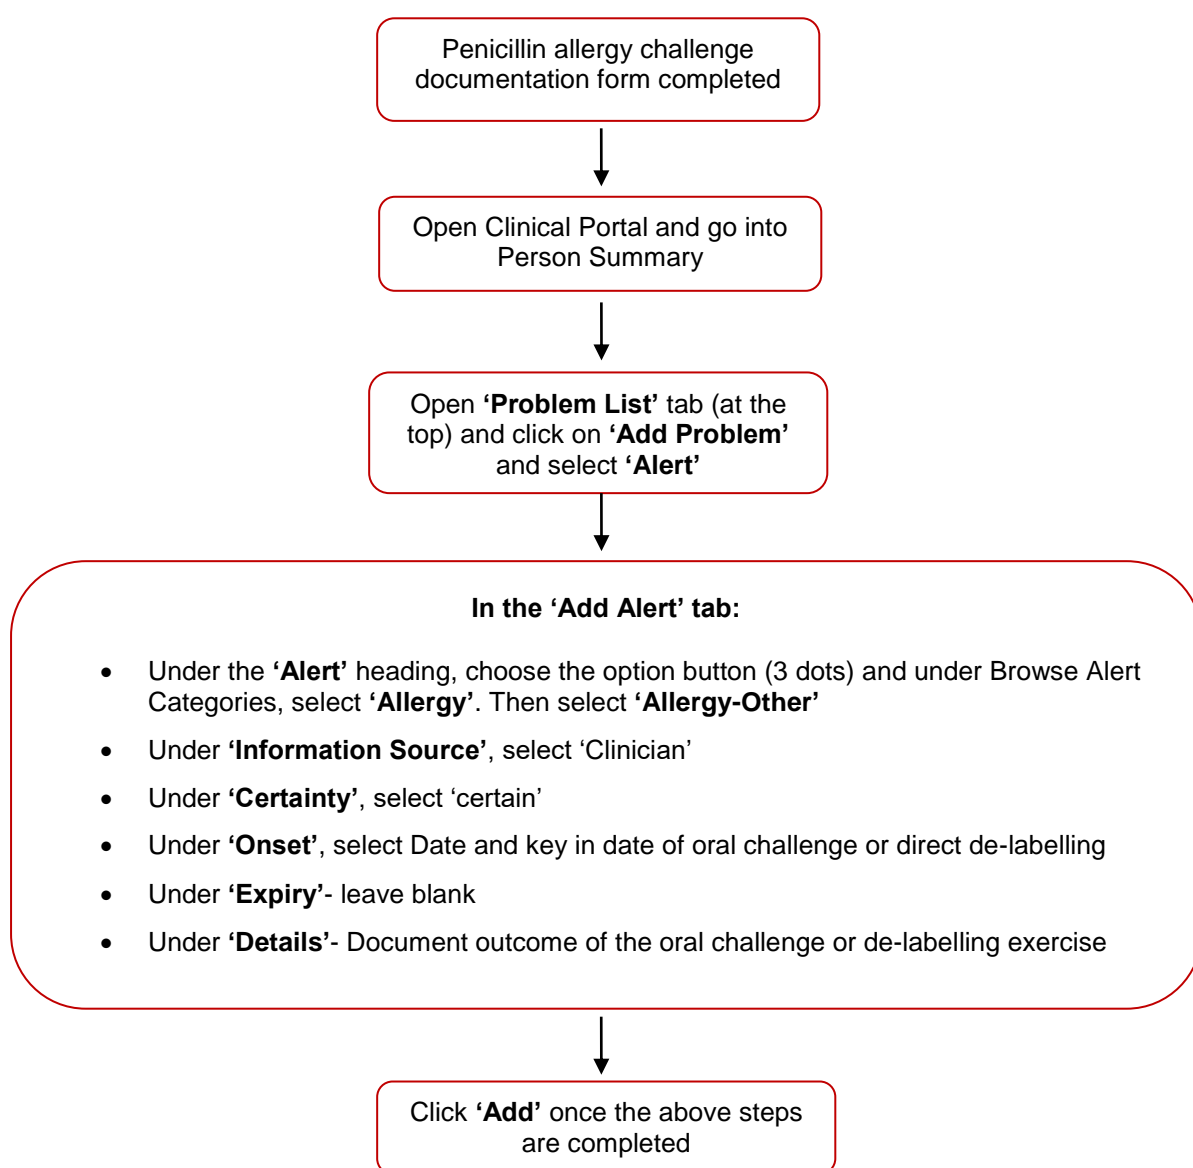 Penicillin allergy challenge
documentation form completed
Open Clinical Portal and go into
Person Summary
Open ‘Problem List’ tab (at the
top) and click on ‘Add Problem’
and select ‘Alert’
In the ‘Add Alert’ tab:
• Under the ‘Alert’ heading, choose the option button (3 dots) and under Browse Alert
Categories, select ‘Allergy’. Then select ‘Allergy-Other’
• Under ‘Information Source’, select ‘Clinician’
• Under ‘Certainty’, select ‘certain’
• Under ‘Onset’, select Date and key in date of oral challenge or direct de-labelling
• Under ‘Expiry’- leave blank
• Under ‘Details’- Document outcome of the oral challenge or de-labelling exercise
Click ‘Add’ once the above steps
are completed